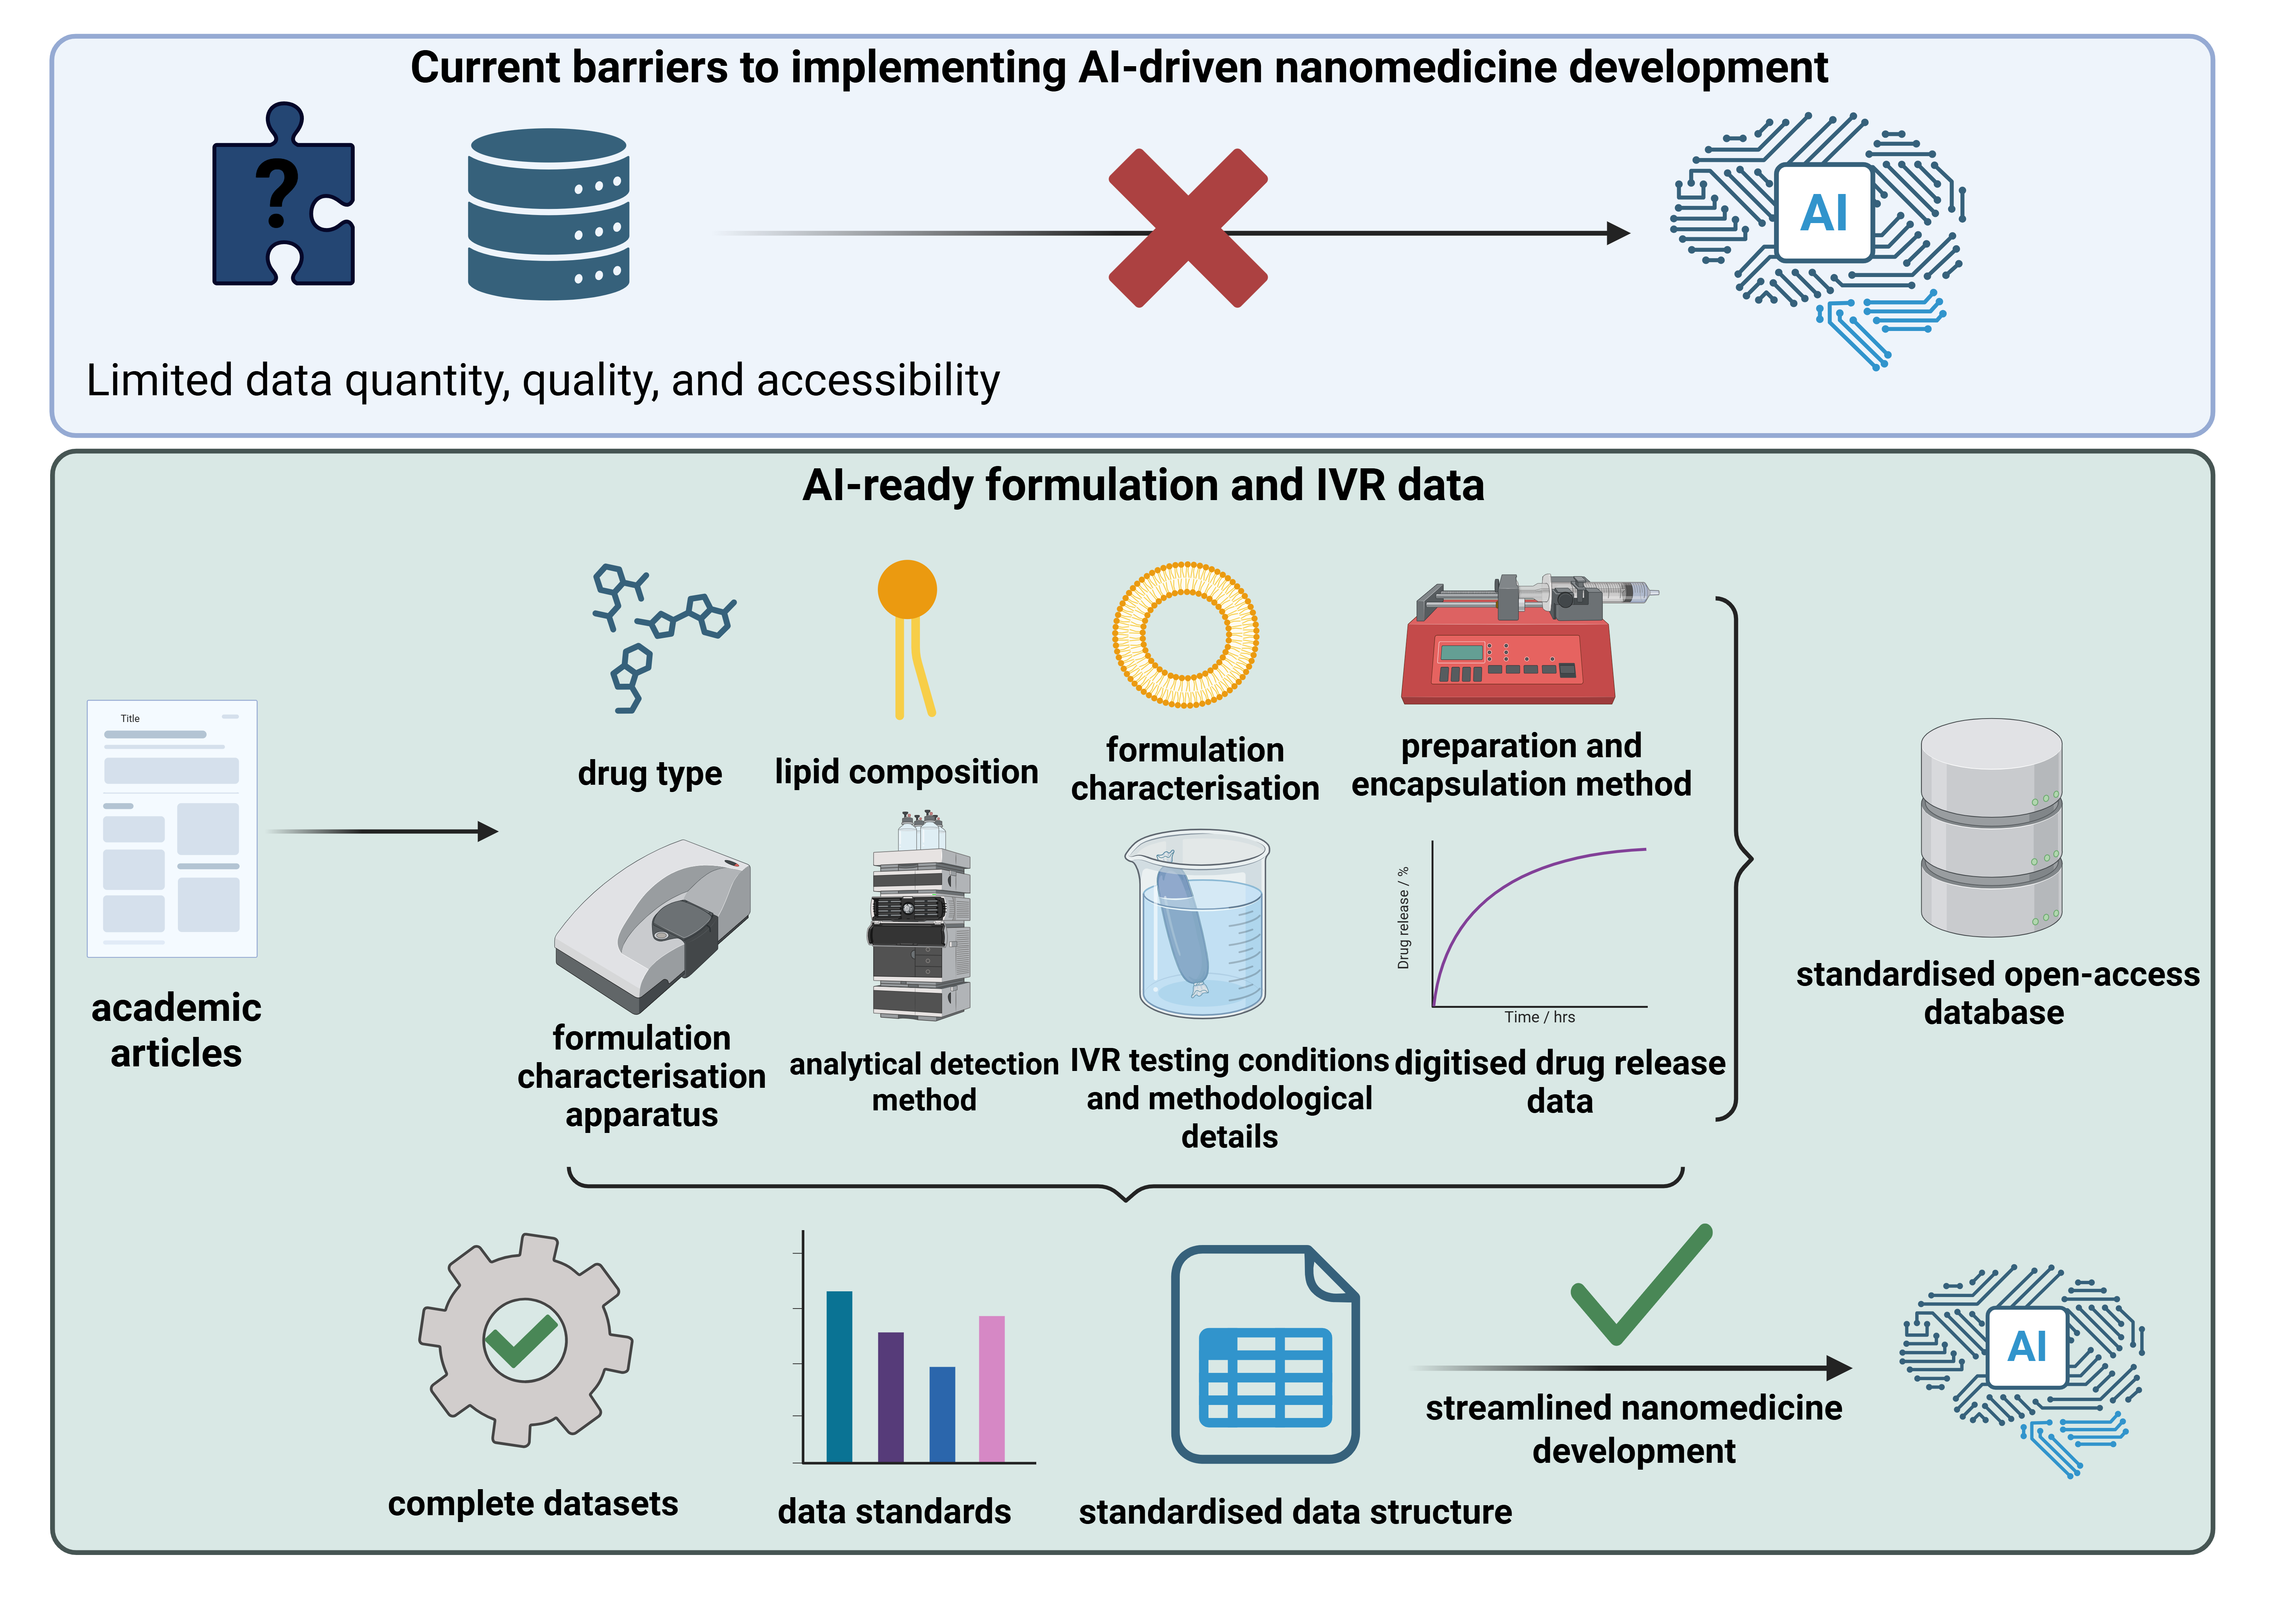 Current barriers to implementing AI-driven nanomedicine development
?
AI
Limited data quantity, quality, and accessibility
AI-ready formulation and IVR data
Title
academic
articles
drug type
lipid composition
formulation
characterisation
preparation and
encapsulation method
formulation
characterisation
apparatus
analytical detection
method
IVR testing conditions
and methodological
details
Drug release / %
Time / hrs
digitised drug release
data
standardised open-access
database
complete datasets
data standards
standardised data structure
streamlined nanomedicine
development
AI